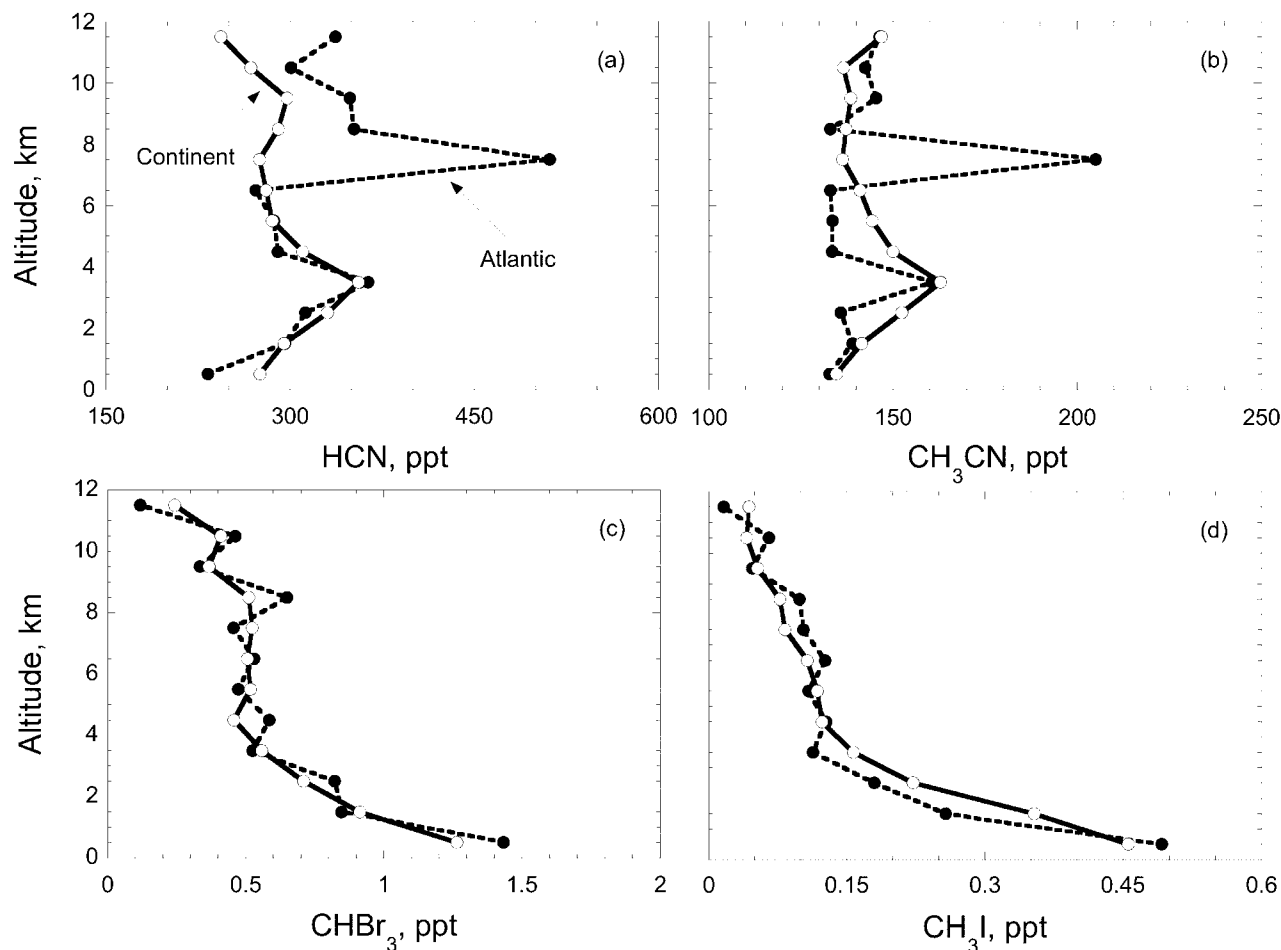 12
10
8
6
4
2
0
Altitude, km
(a)
Continent
Atlantic
150
300
450
600
HCN, ppt
(b)
100
150
200
250
CH3CN, ppt
12
10
8
6
4
2
0
Altitude, km
(c)
0
0.5
1
1.5
2
CHBr3, ppt
(d)
0
0.15
0.3
0.45
0.6
CH3I, ppt